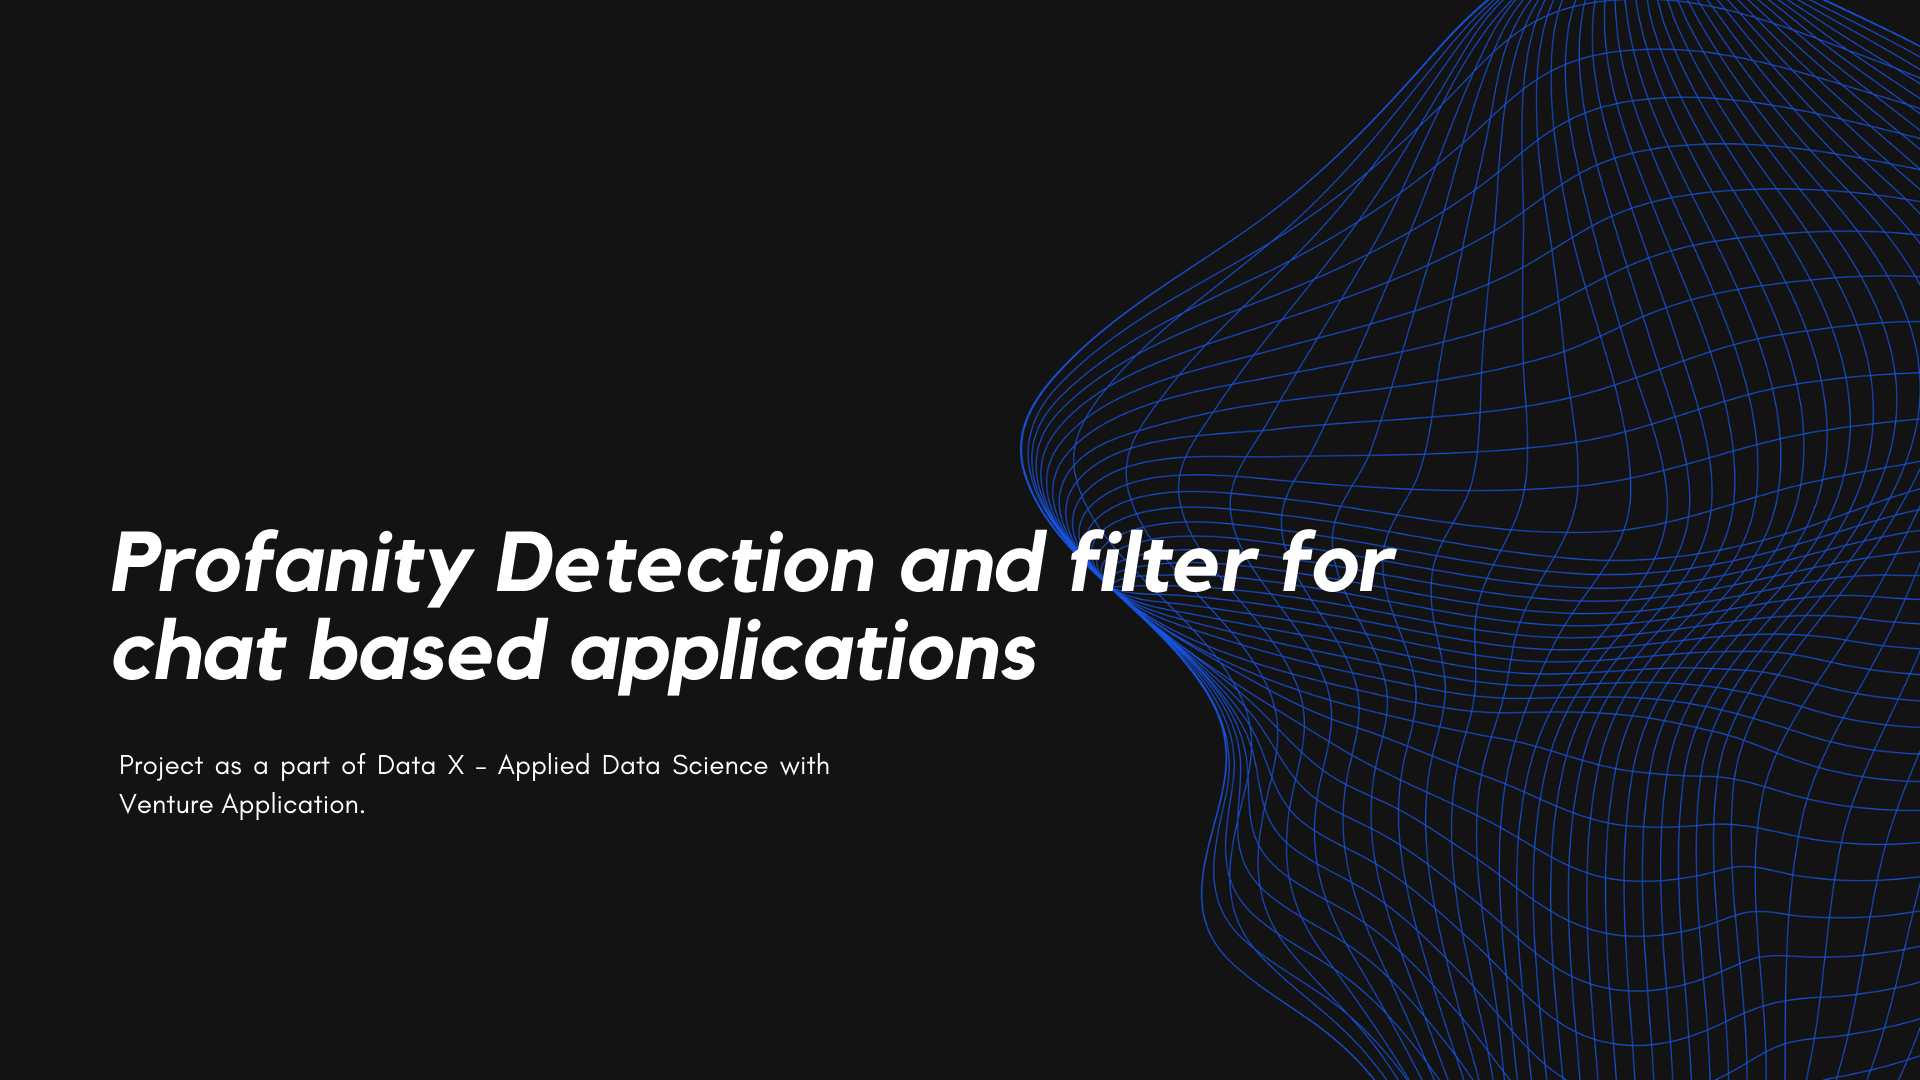 Profanity Detection and filter for
chat based applications
Project as a part of Data X - Applied Data Science with
Venture Application.